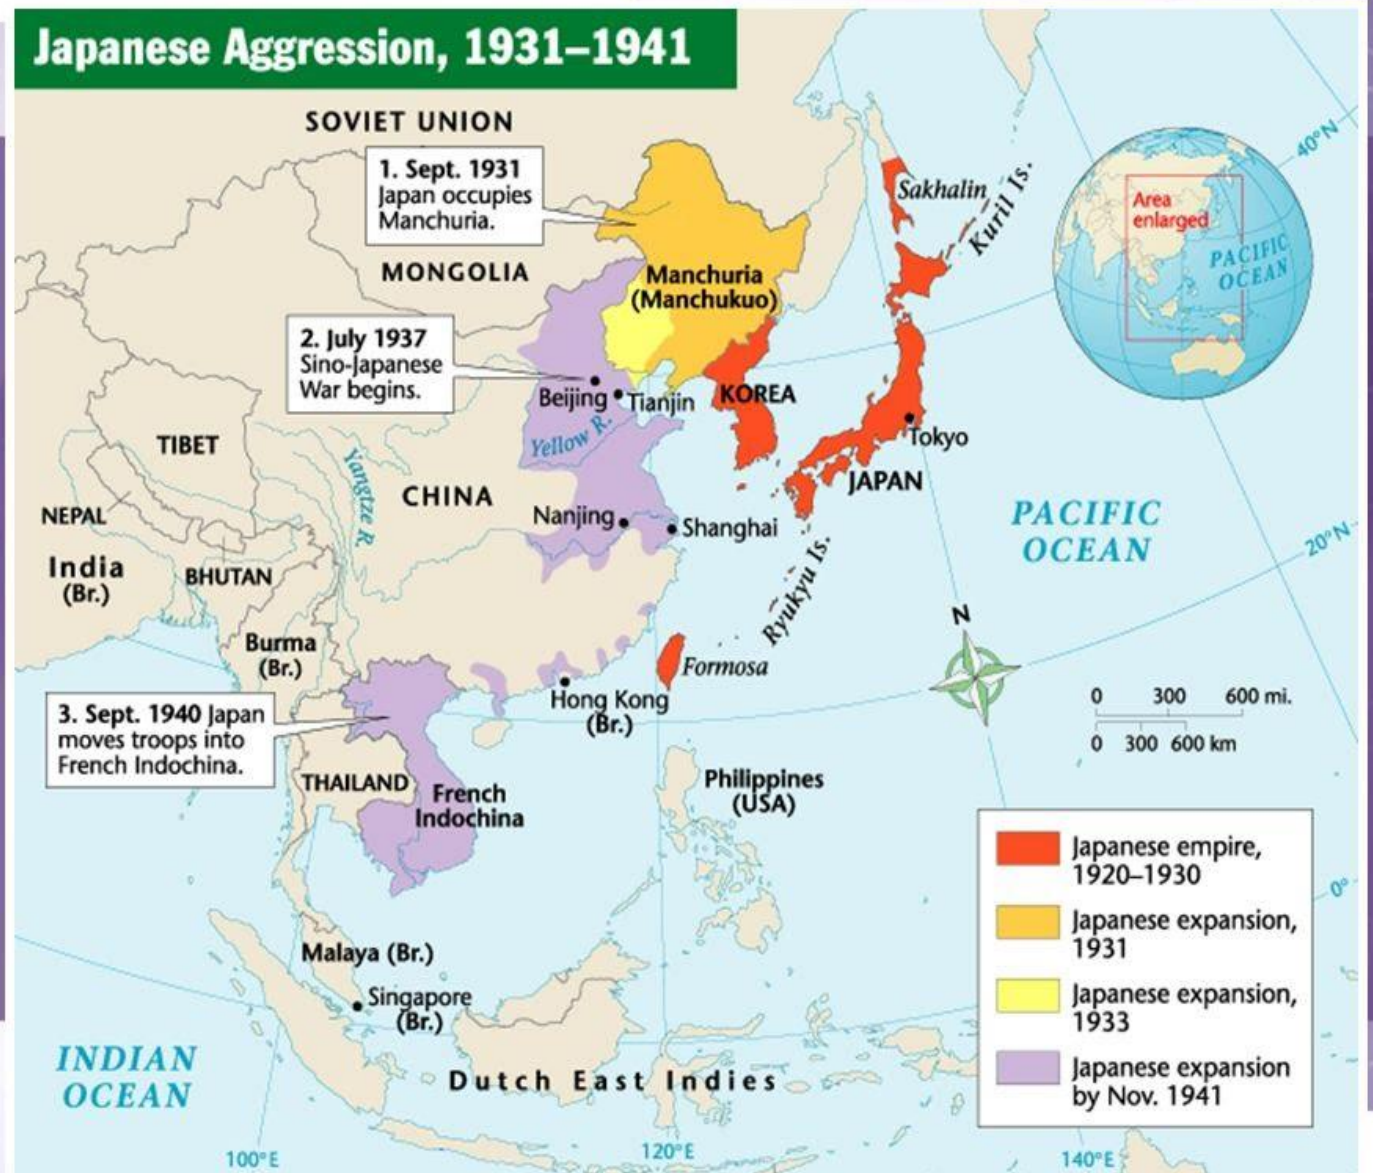 Japanese Aggression, 1931–1941
SOVIET UNION
1. Sept. 1931
Japan occupies
Manchuria.
Sakhalin
Kuril Is.
40°N
Area
enlarged
PACIFIC
OCEAN
MONGOLIA
Manchuria
(Manchukuo)
2. July 1937
Sino-Japanese
War begins.
Beijing
Tianjin
KOREA
Yellow R.
Tokyo
TIBET
Yangtze R.
CHINA
JAPAN
NEPAL
Nanjing
Shanghai
PACIFIC
OCEAN
20°N
India
(Br.)
BHUTAN
Ryukyu Is.
N
Burma
(Br.)
Formosa
Hong Kong
(Br.)
0 300 600 mi.
0 300 600 km
3. Sept. 1940 Japan
moves troops into
French Indochina.
THAILAND
French
Indochina
Philippines
(USA)
Japanese empire,
1920–1930
0°
Japanese expansion,
1931
Malaya (Br.)
Singapore
(Br.)
Japanese expansion,
1933
INDIAN
OCEAN
Dutch East Indies
Japanese expansion
by Nov. 1941
100°E
120°E
140°E